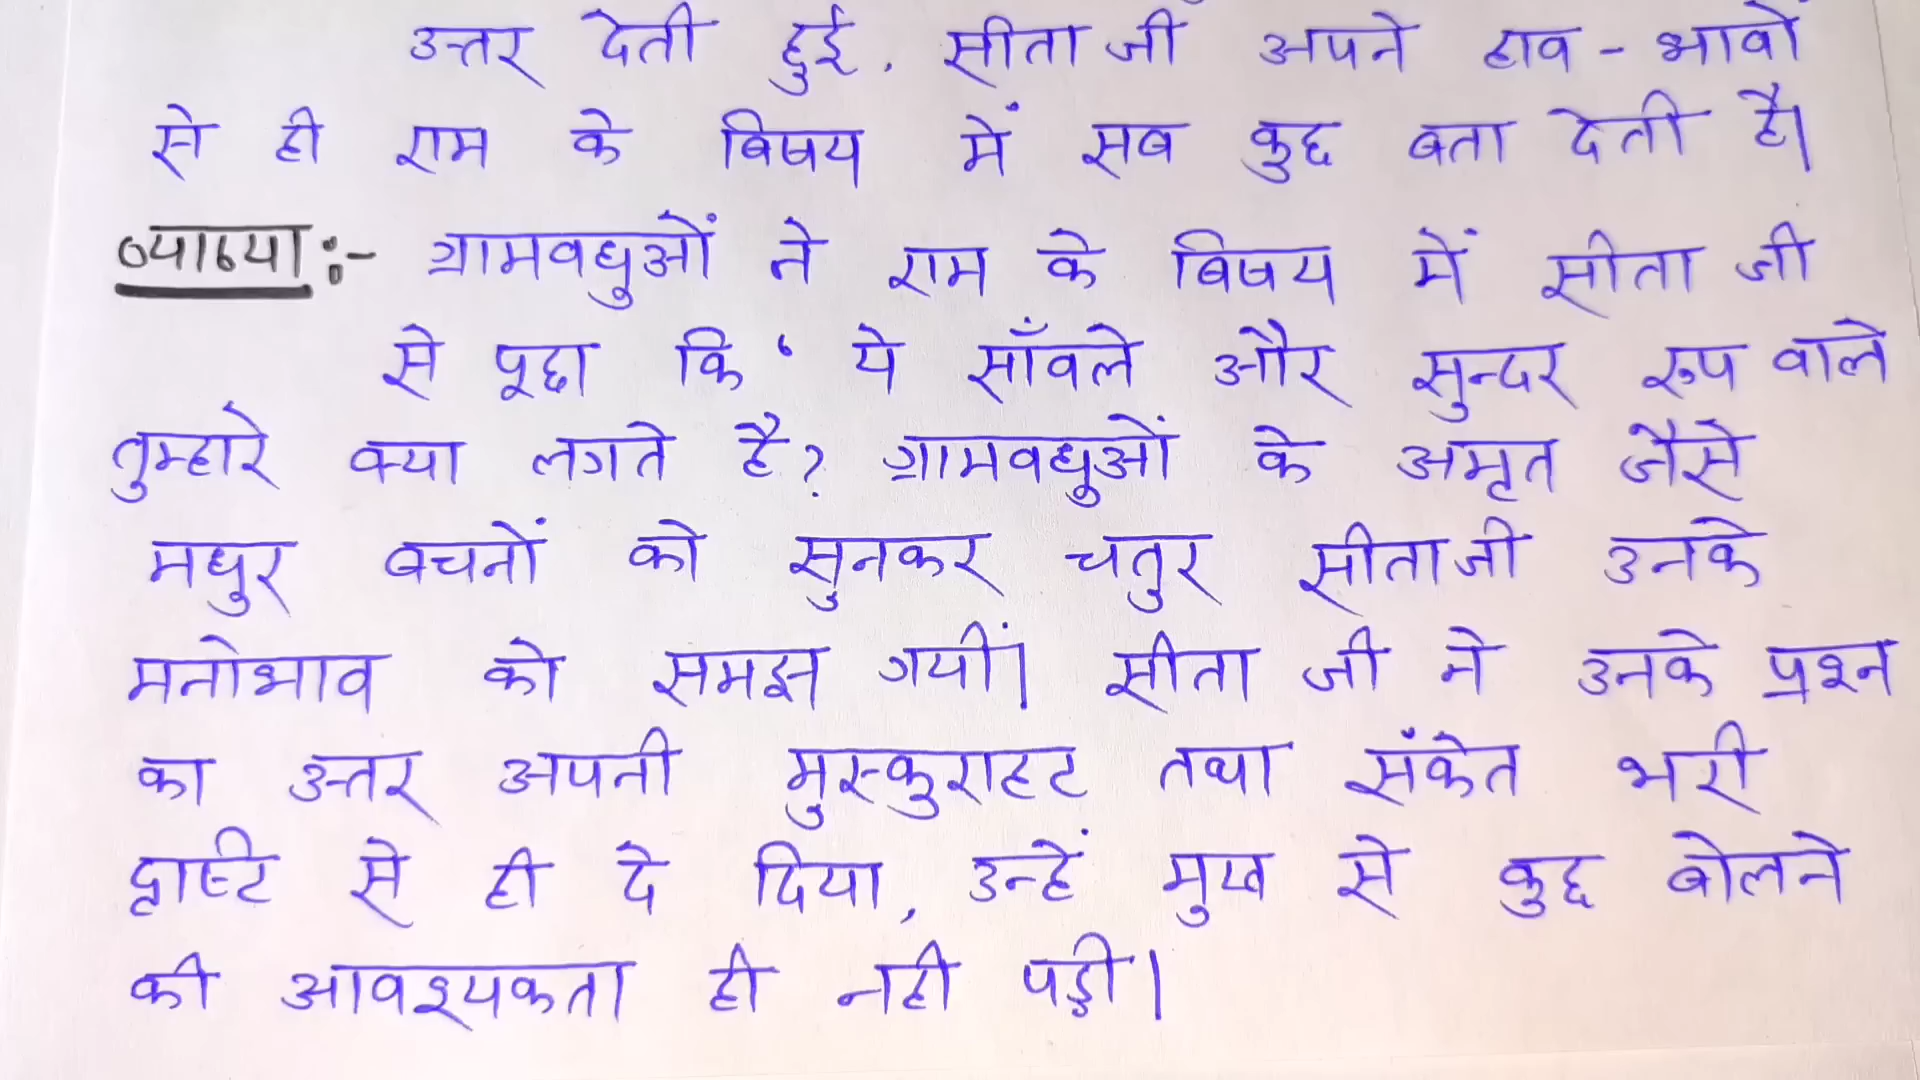 उत्तर देती हुई, सीता जी अपने हाव - भावों
से ही राम के विषय में सब कुछ बता देती है।
व्याख्या :- ग्रामवधुओं ने राम के विषय में सीता जी
से पूछा कि ' ये साँवले और सुन्दर रुप वाले
तुम्हारे क्या लगते है? ग्रामवधुओं के अमृत जैसे
मधुर बचनों को सुनकर चतुर सीताजी उनके
मनोभाव को समझ गयीं। सीता जी ने उनके प्रश्न
का उत्तर अपनी मुस्कुराहट तथा संकेत भरी
दृष्टि से ही दे दिया, उन्हें मुख से कुछ बोलने
की आवश्यकता ही नही पड़ी।